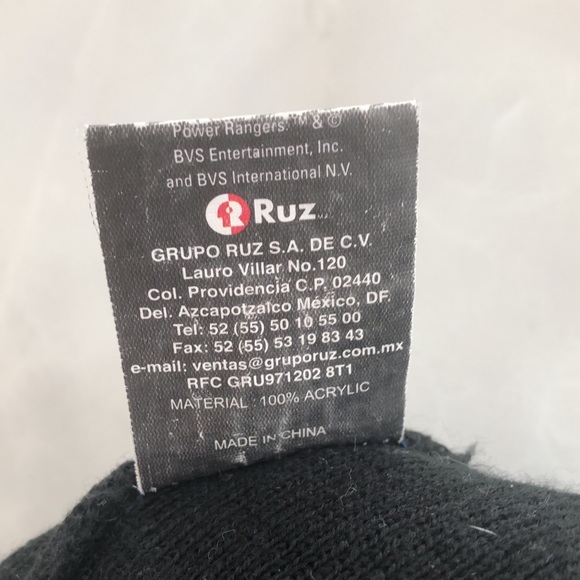 Power Rangers™ & ©
BVS Entertainment, Inc.
and BVS International N.V.
RUZ
GRUPO RUZ S.A. DE C.V.
Lauro Villar No.120
Col. Providencia C.P. 02440
Del. Azcapotzalco México, DF.
Tel: 52 (55) 50 10 55 00
Fax: 52 (55) 53 19 83 43
e-mail: ventas@gruporuz.com.mx
RFC GRU971202 8T1
MATERIAL : 100% ACRYLIC
MADE IN CHINA